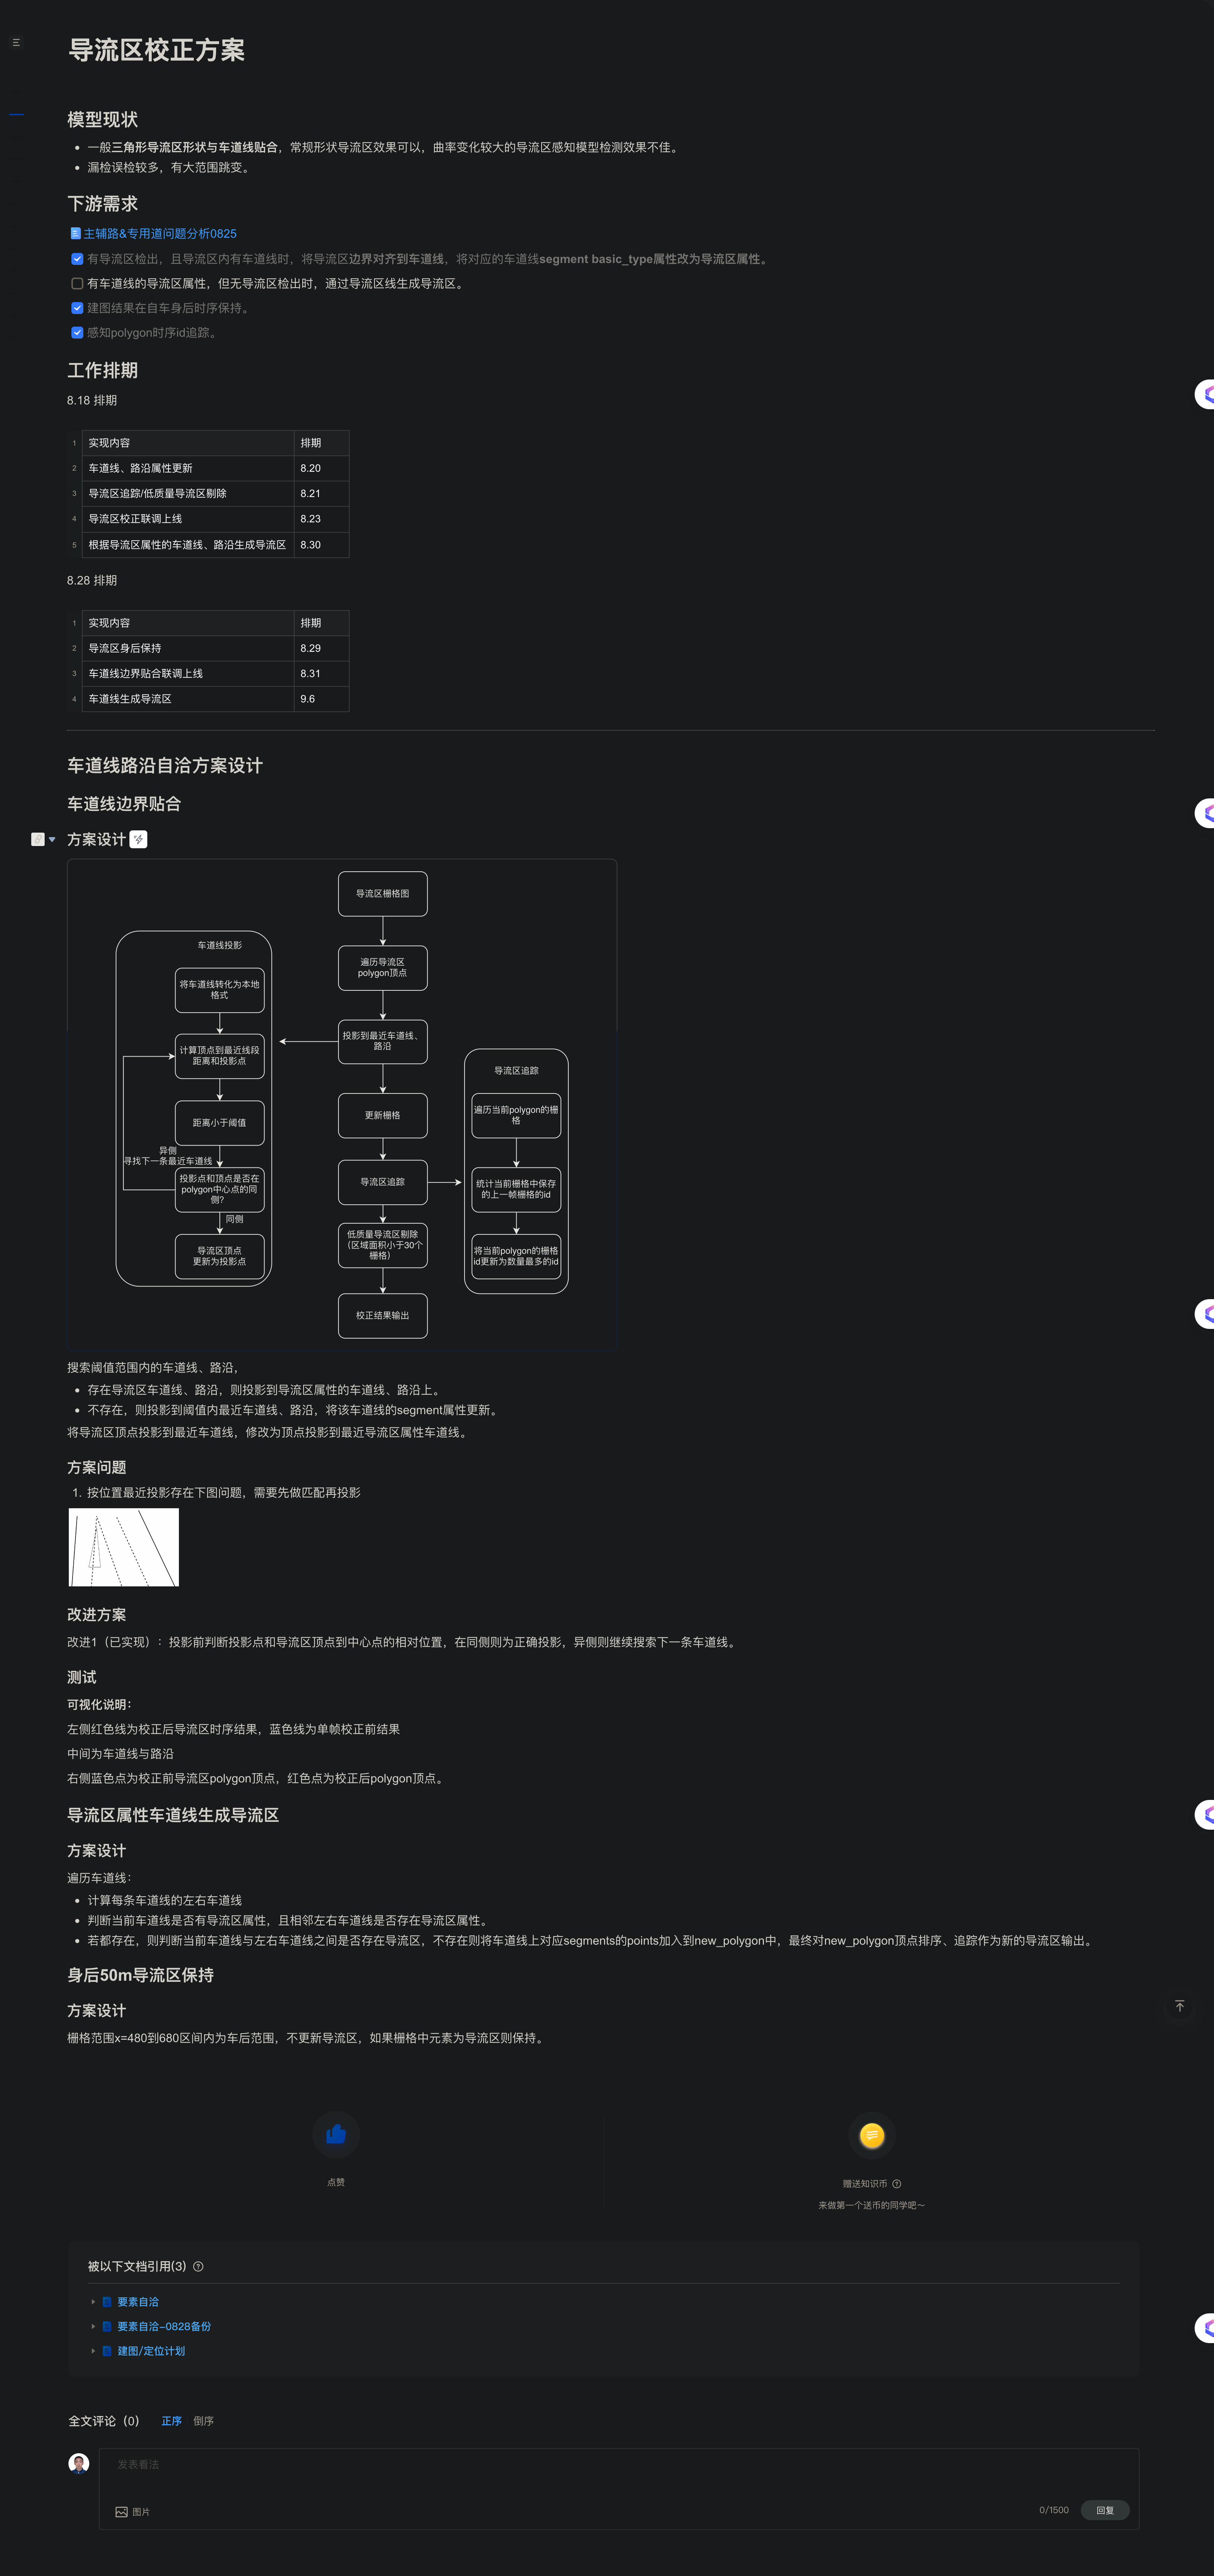 导流区校正方案
模型现状
一般三角形导流区形状与车道线贴合，常规形状导流区效果可以，曲率变化较大的导流区感知模型检测效果不佳。
漏检误检较多，有大范围跳变。
下游需求
主辅路&专用道问题分析0825
有导流区检出，且导流区内有车道线时，将导流区边界对齐到车道线，将对应的车道线segment basic_type属性改为导流区属性。
有车道线的导流区属性，但无导流区检出时，通过导流区线生成导流区。
建图结果在自车身后时序保持。
感知polygon时序id追踪。
工作排期
8.18 排期
1 实现内容 排期
2 车道线、路沿属性更新 8.20
3 导流区追踪/低质量导流区剔除 8.21
4 导流区校正联调上线 8.23
5 根据导流区属性的车道线、路沿生成导流区 8.30
8.28 排期
1 实现内容 排期
2 导流区身后保持 8.29
3 车道线边界贴合联调上线 8.31
4 车道线生成导流区 9.6
车道线路沿自洽方案设计
车道线边界贴合
方案设计
导流区栅格图
遍历导流区
polygon顶点
投影到最近车道线、
路沿
更新栅格
导流区追踪
低质量导流区剔除
（区域面积小于30个
栅格）
校正结果输出
车道线投影
将车道线转化为本地
格式
计算顶点到最近线段
距离和投影点
距离小于阈值
异侧
寻找下一条最近车道线
投影点和顶点是否在
polygon中心点的同
侧?
同侧
导流区顶点
更新为投影点
导流区追踪
遍历当前polygon的栅
格
统计当前栅格中保存
的上一帧栅格的id
将当前polygon的栅格
id更新为数量最多的id
搜索阈值范围内的车道线、路沿，
存在导流区车道线、路沿，则投影到导流区属性的车道线、路沿上。
不存在，则投影到阈值内最近车道线、路沿，将该车道线的segment属性更新。
将导流区顶点投影到最近车道线，修改为顶点投影到最近导流区属性车道线。
方案问题
1. 按位置最近投影存在下图问题，需要先做匹配再投影
改进方案
改进1（已实现）：投影前判断投影点和导流区顶点到中心点的相对位置，在同侧则为正确投影，异侧则继续搜索下一条车道线。
测试
可视化说明：
左侧红色线为校正后导流区时序结果，蓝色线为单帧校正前结果
中间为车道线与路沿
右侧蓝色点为校正前导流区polygon顶点，红色点为校正后polygon顶点。
导流区属性车道线生成导流区
方案设计
遍历车道线：
计算每条车道线的左右车道线
判断当前车道线是否有导流区属性，且相邻左右车道线是否存在导流区属性。
若都存在，则判断当前车道线与左右车道线之间是否存在导流区，不存在则将车道线上对应segments的points加入到new_polygon中，最终对new_polygon顶点排序、追踪作为新的导流区输出。
身后50m导流区保持
方案设计
栅格范围x=480到680区间内为车后范围，不更新导流区，如果栅格中元素为导流区则保持。
点赞
赠送知识币
来做第一个送币的同学吧～
被以下文档引用(3)
要素自洽
要素自洽-0828备份
建图/定位计划
全文评论（0） 正序 倒序
发表看法
图片 0/1500 回复